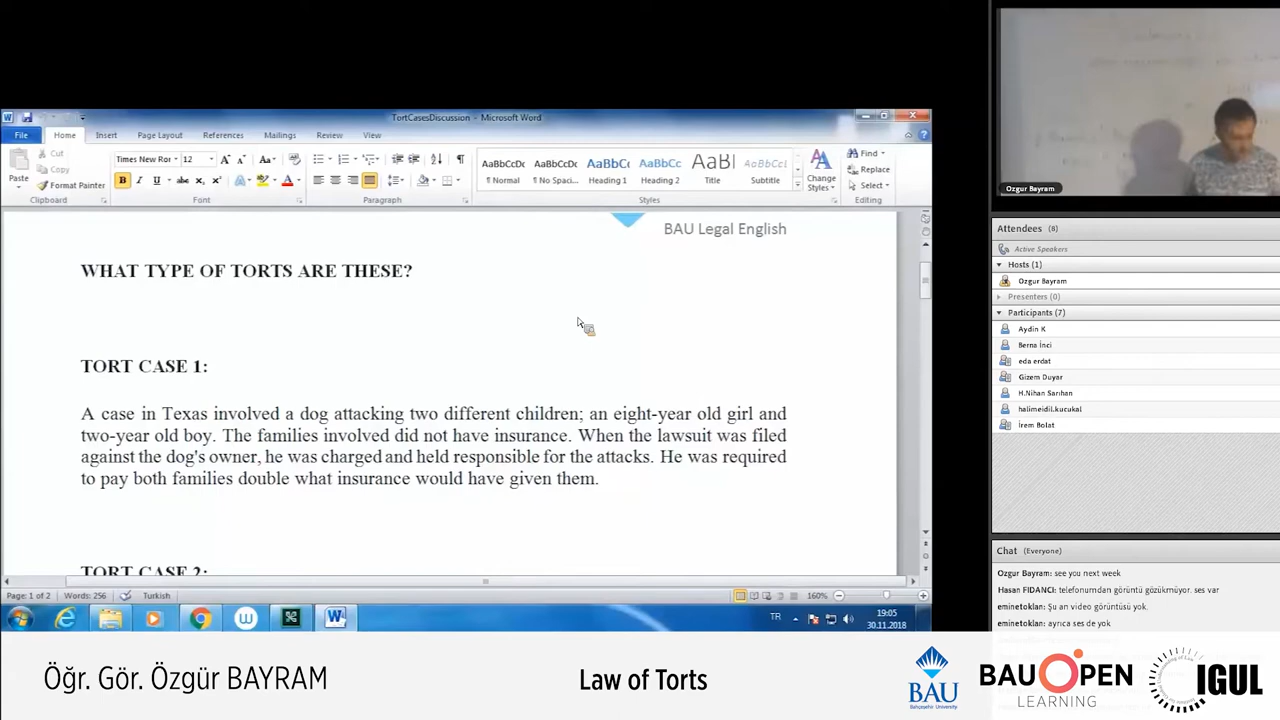 TortCasesDiscussion - Microsoft Word
File Home Insert Page Layout References Mailings Review View
Paste
Cut
Copy
Format Painter
Clipboard
Times New Ror 12
Font
Paragraph
AaBbCcDc AaBbCcDc AaBbCc AaBbCc AaBl AaBbCcL
¶ Normal ¶ No Spaci... Heading 1 Heading 2 Title Subtitle
Change Styles
Styles
Find
Replace
Select
Editing
BAU Legal English
WHAT TYPE OF TORTS ARE THESE?
TORT CASE 1:
A case in Texas involved a dog attacking two different children; an eight-year old girl and
two-year old boy. The families involved did not have insurance. When the lawsuit was filed
against the dog's owner, he was charged and held responsible for the attacks. He was required
to pay both families double what insurance would have given them.
TORT CASE 2:
Page: 1 of 2 Words: 256 Turkish 160%
TR 19:05
30.11.2018
Ozgur Bayram
Attendees (8)
Active Speakers
Hosts (1)
Ozgur Bayram
Presenters (0)
Participants (7)
Aydin K
Berna İnci
eda erdat
Gizem Duyar
H.Nihan Sarıhan
halimeidil.kucukal
İrem Bolat
Chat (Everyone)
Ozgur Bayram: see you next week
Hasan FIDANCI: telefonumdan görüntü gözükmüyor. ses var
eminetoklan: Şu an video görüntüsü yok.
eminetoklan: ayrıca ses de yok
Öğr. Gör. Özgür BAYRAM
Law of Torts
BAU
Bahçeşehir University
BAU OPEN
LEARNING
IGUL